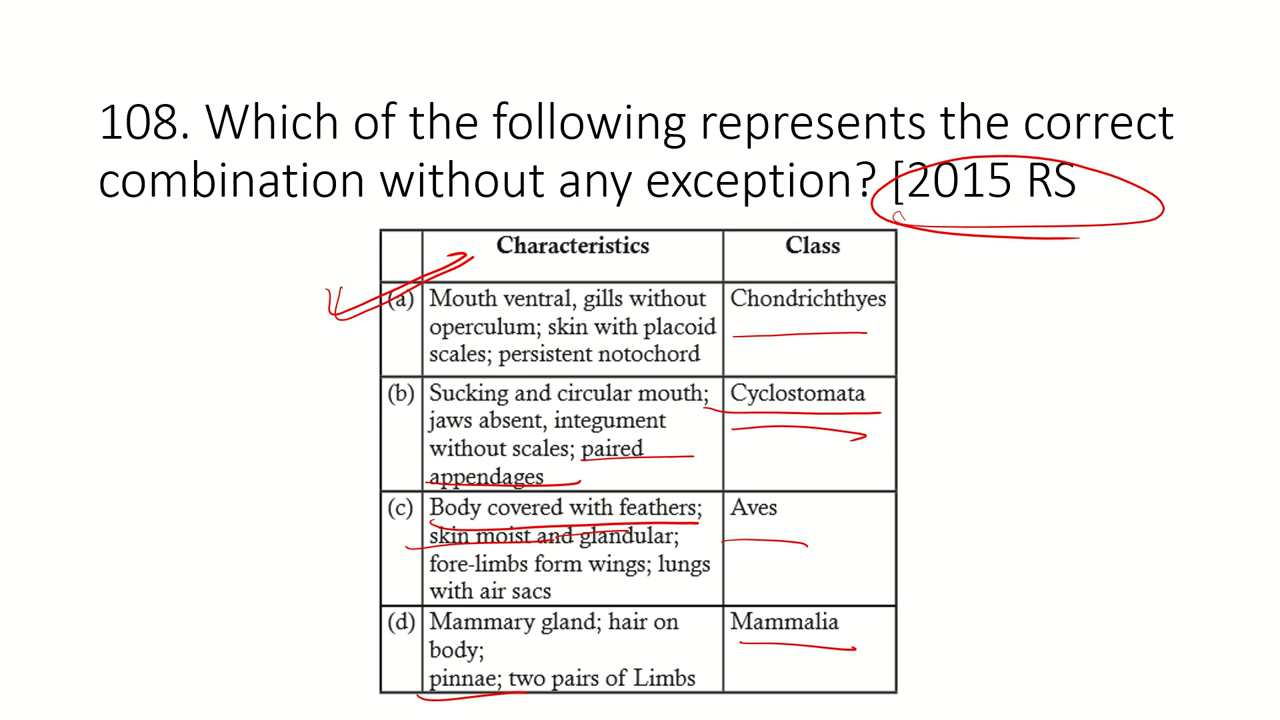 108. Which of the following represents the correct
combination without any exception? [2015 RS
Characteristics Class
(a) Mouth ventral, gills without Chondrichthyes
operculum; skin with placoid
scales; persistent notochord
(b) Sucking and circular mouth; Cyclostomata
jaws absent, integument
without scales; paired
appendages
(c) Body covered with feathers; Aves
skin moist and glandular;
fore-limbs form wings; lungs
with air sacs
(d) Mammary gland; hair on Mammalia
body;
pinnae; two pairs of Limbs